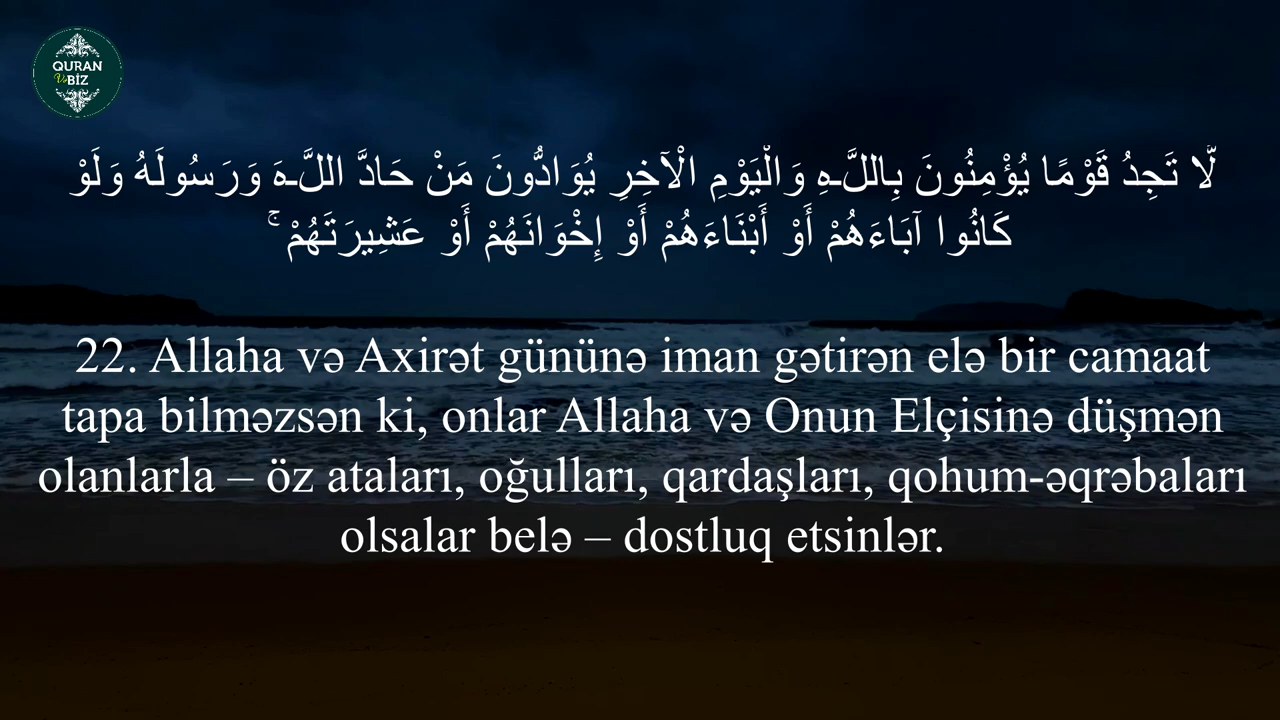 QURAN
Və BİZ
لَّا تَجِدُ قَوْمًا يُؤْمِنُونَ بِاللَّـهِ وَالْيَوْمِ الْآخِرِ يُوَادُّونَ مَنْ حَادَّ اللَّـهَ وَرَسُولَهُ وَلَوْ
كَانُوا آبَاءَهُمْ أَوْ أَبْنَاءَهُمْ أَوْ إِخْوَانَهُمْ أَوْ عَشِيرَتَهُمْ ۚ
22. Allaha və Axirət gününə iman gətirən elə bir camaat
tapa bilməzsən ki, onlar Allaha və Onun Elçisinə düşmən
olanlarla – öz ataları, oğulları, qardaşları, qohum-əqrəbaları
olsalar belə – dostluq etsinlər.